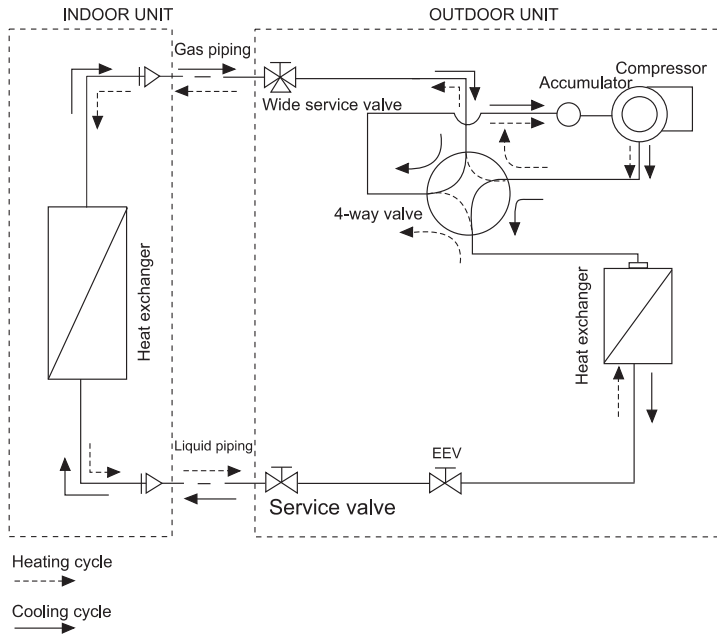 INDOOR UNIT
OUTDOOR UNIT
Gas piping
Wide service valve
Accumulator
Compressor
4-way valve
Heat exchanger
Heat exchanger
Liquid piping
EEV
Service valve
Heating cycle
Cooling cycle